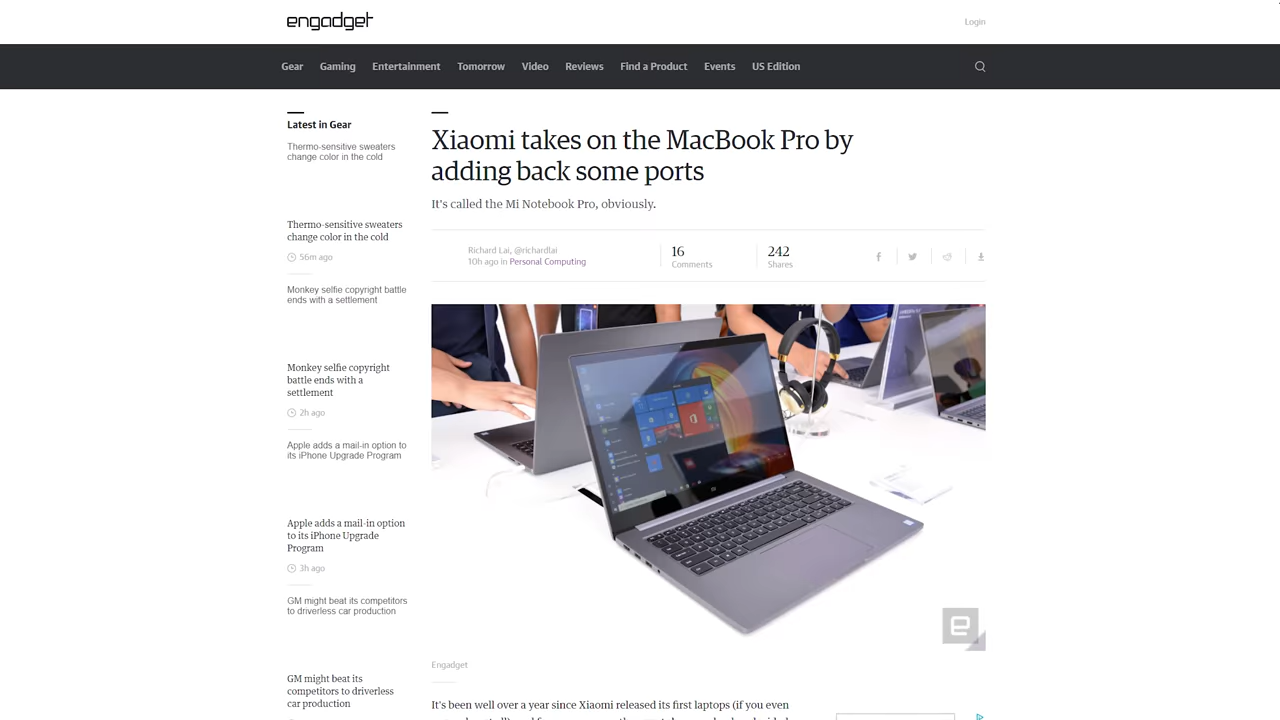 engadget
Login
Gear Gaming Entertainment Tomorrow Video Reviews Find a Product Events US Edition
Latest in Gear
Thermo-sensitive sweaters
change color in the cold
Thermo-sensitive sweaters
change color in the cold
56m ago
Monkey selfie copyright battle
ends with a settlement
Monkey selfie copyright
battle ends with a
settlement
2h ago
Apple adds a mail-in option to
its iPhone Upgrade Program
Apple adds a mail-in option
to its iPhone Upgrade
Program
3h ago
GM might beat its competitors
to driverless car production
GM might beat its
competitors to driverless
car production
Xiaomi takes on the MacBook Pro by
adding back some ports
It's called the Mi Notebook Pro, obviously.
Richard Lai, @richardlai
10h ago in Personal Computing
16
Comments
242
Shares
Engadget
It's been well over a year since Xiaomi released its first laptops (if you even